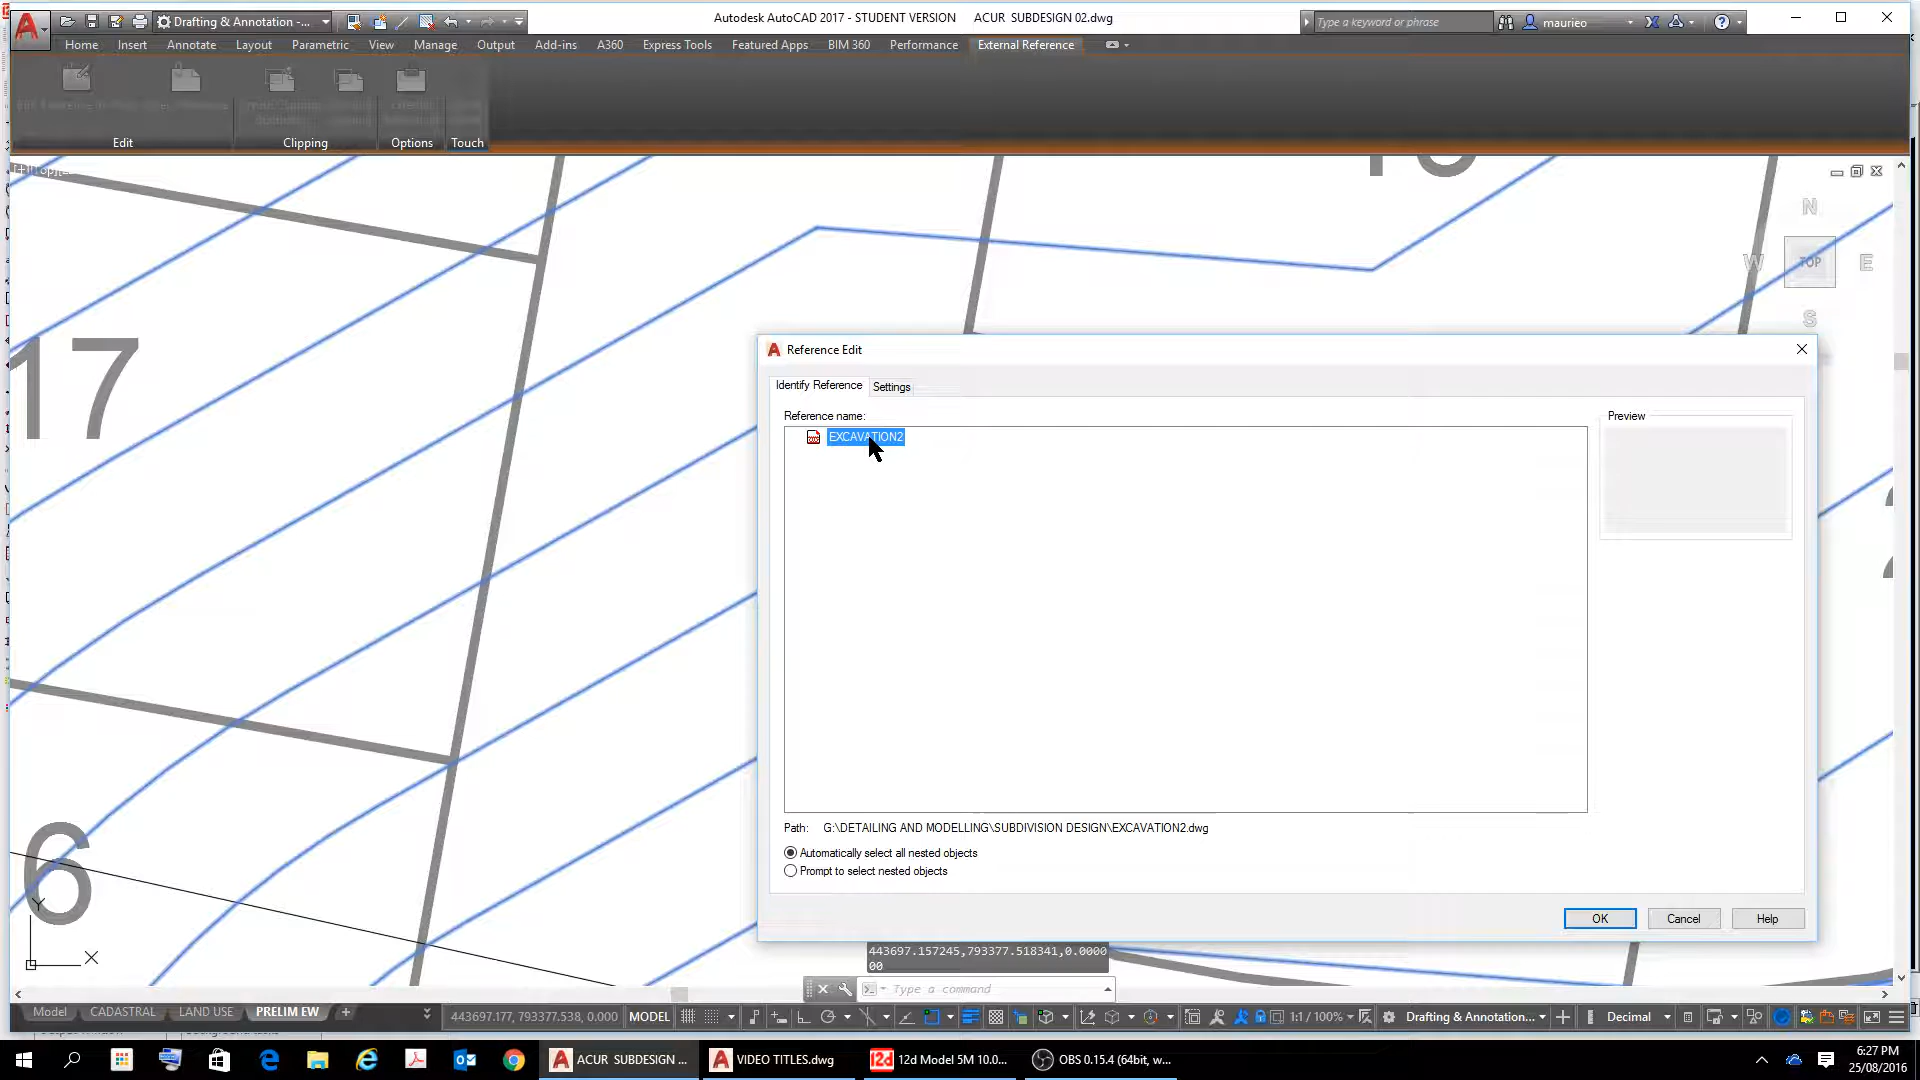 Drafting & Annotation -...
Autodesk AutoCAD 2017 - STUDENT VERSION    ACUR  SUBDESIGN 02.dwg
Type a keyword or phrase
maurieo
Home Insert Annotate Layout Parametric View Manage Output Add-ins A360 Express Tools Featured Apps BIM 360 Performance External Reference
Edit Clipping Options Touch
17
6
N
W TOP E
S
Reference Edit
Identify Reference Settings
Reference name:
EXCAVATION2
Preview
Path: G:\DETAILING AND MODELLING\SUBDIVISION DESIGN\EXCAVATION2.dwg
Automatically select all nested objects
Prompt to select nested objects
OK Cancel Help
Y
X
443697.157245,793377.518341,0.0000
00
Type a command
Model CADASTRAL LAND USE PRELIM EW +
443697.177, 793377.538, 0.000 MODEL 1:1 / 100% Drafting & Annotation... Decimal
ACUR  SUBDESIGN ... VIDEO TITLES.dwg 12d Model 5M 10.0... OBS 0.15.4 (64bit, w...
6:27 PM
25/08/2016